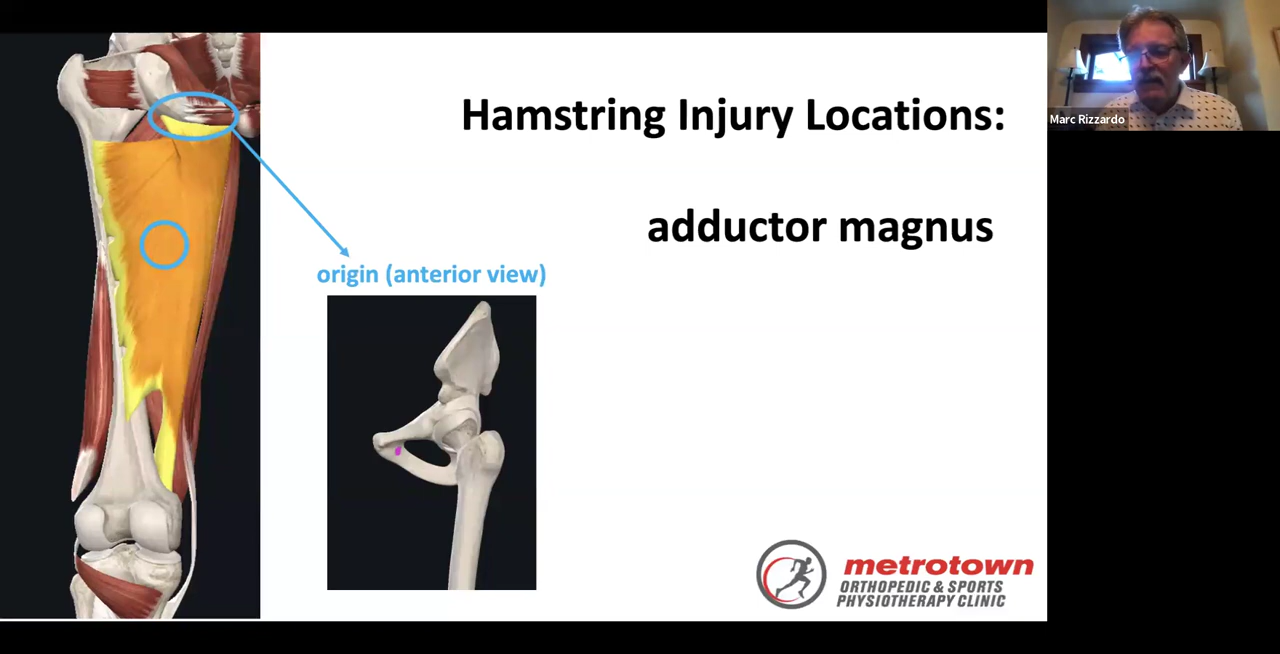 Hamstring Injury Locations:
adductor magnus
origin (anterior view)
metrotown
ORTHOPEDIC & SPORTS
PHYSIOTHERAPY CLINIC
Marc Rizzardo